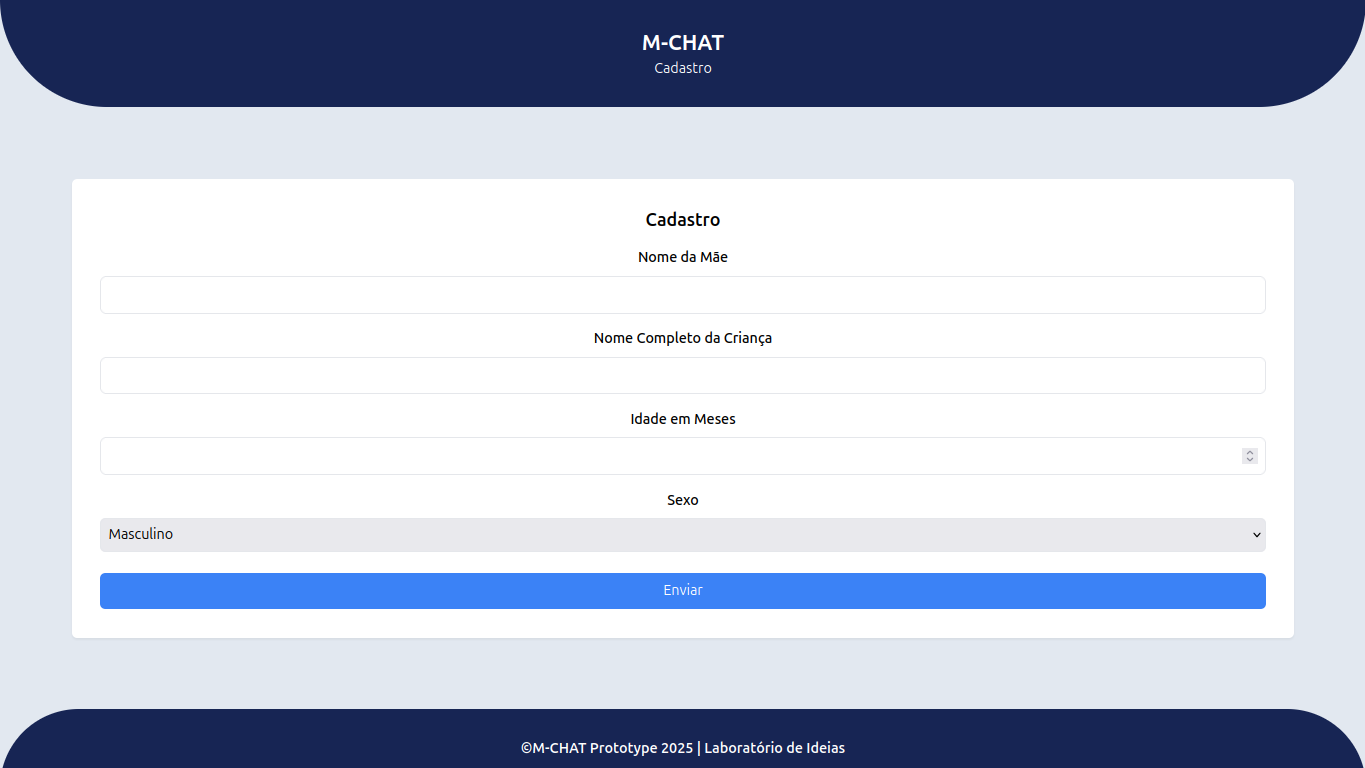 M-CHAT
Cadastro
Cadastro
Nome da Mãe
Nome Completo da Criança
Idade em Meses
Sexo
Masculino
Enviar
©M-CHAT Prototype 2025 | Laboratório de Ideias